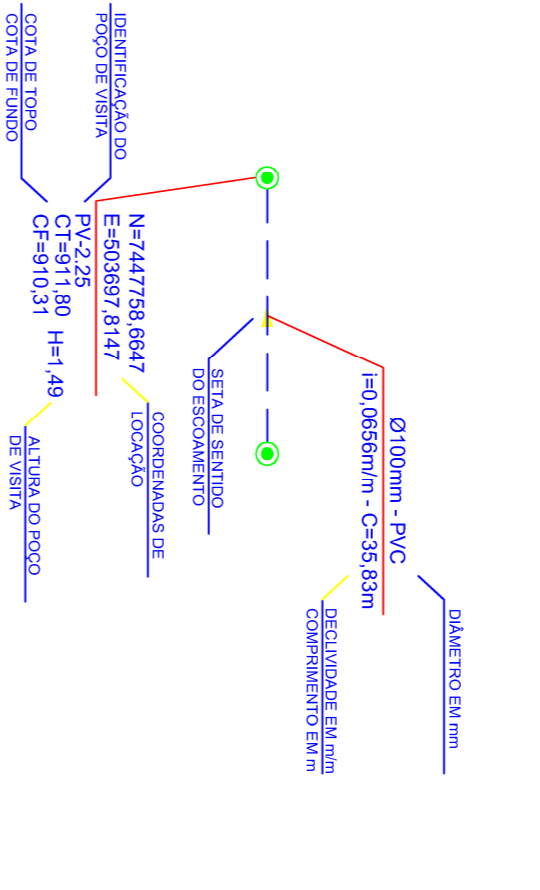 DIÂMETRO EM mm
Ø100mm - PVC
i=0,0656m/m - C=35,83m
DECLIVIDADE EM m/m
COMPRIMENTO EM m
SETA DE SENTIDO
DO ESCOAMENTO
COORDENADAS DE
LOCAÇÃO
N=7447758,6647
E=503697,8147
IDENTIFICAÇÃO DO
POÇO DE VISITA
PV-2.25
CT=911,80
CF=910,31
H=1,49
COTA DE TOPO
COTA DE FUNDO
ALTURA DO POÇO
DE VISITA